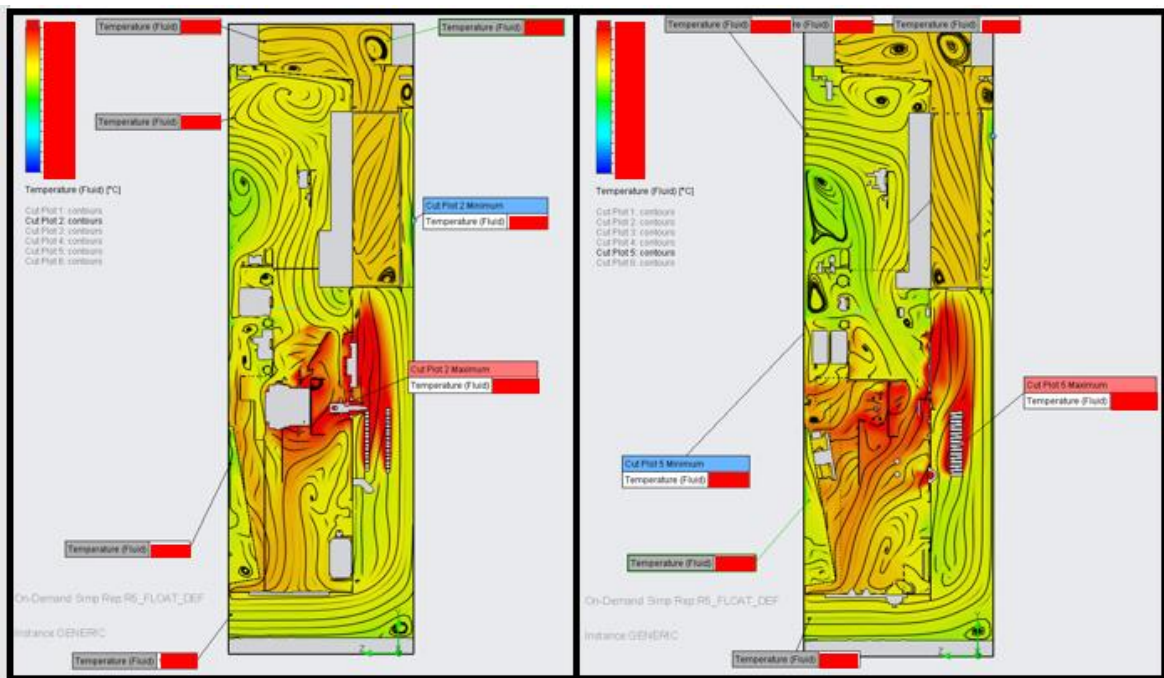 Temperature (Fluid)
Temperature (Fluid)
Temperature (Fluid)
Temperature (Fluid) [°C]
Cut Plot 1: contours
Cut Plot 2: contours
Cut Plot 3: contours
Cut Plot 4: contours
Cut Plot 5: contours
Cut Plot 6: contours
Cut Plot 2 Minimum
Temperature (Fluid)
Cut Plot 2 Maximum
Temperature (Fluid)
Temperature (Fluid)
On-Demand Simp Rep:R5_FLOAT_DEF
Instance:GENERIC
Temperature (Fluid)
Y
Z
X
Temperature (Fluid)
Temperature (Fluid)
Temperature (Fluid) [°C]
Cut Plot 1: contours
Cut Plot 2: contours
Cut Plot 3: contours
Cut Plot 4: contours
Cut Plot 5: contours
Cut Plot 6: contours
Cut Plot 5 Maximum
Temperature (Fluid)
Cut Plot 5 Minimum
Temperature (Fluid)
Temperature (Fluid)
On-Demand Simp Rep:R5_FLOAT_DEF
Instance:GENERIC
Temperature (Fluid)
Y
Z
X